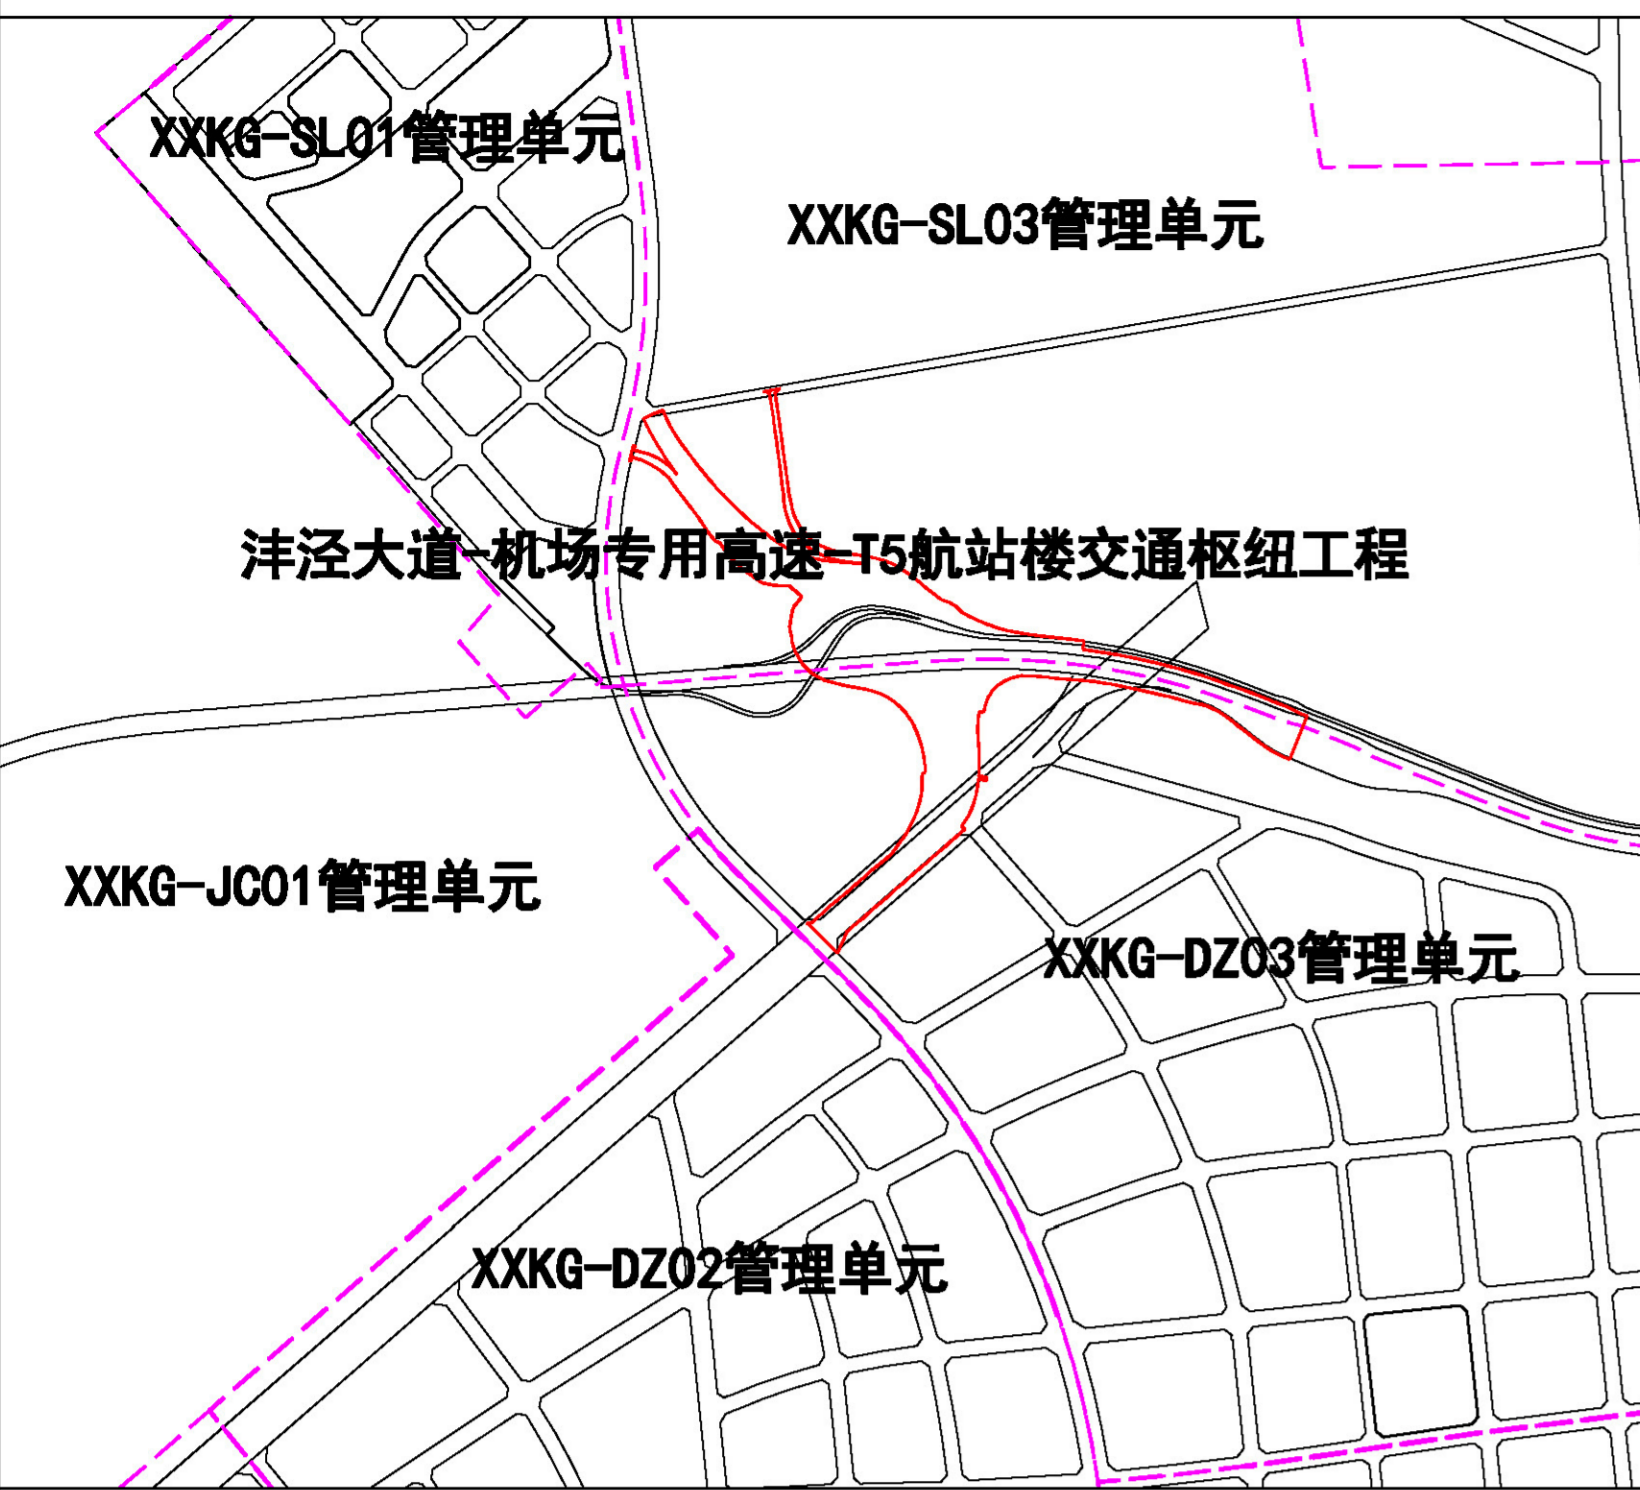 XXKG-SL01管理单元
XXKG-SL03管理单元
沣泾大道-机场专用高速-T5航站楼交通枢纽工程
XXKG-JC01管理单元
XXKG-DZ03管理单元
XXKG-DZ02管理单元